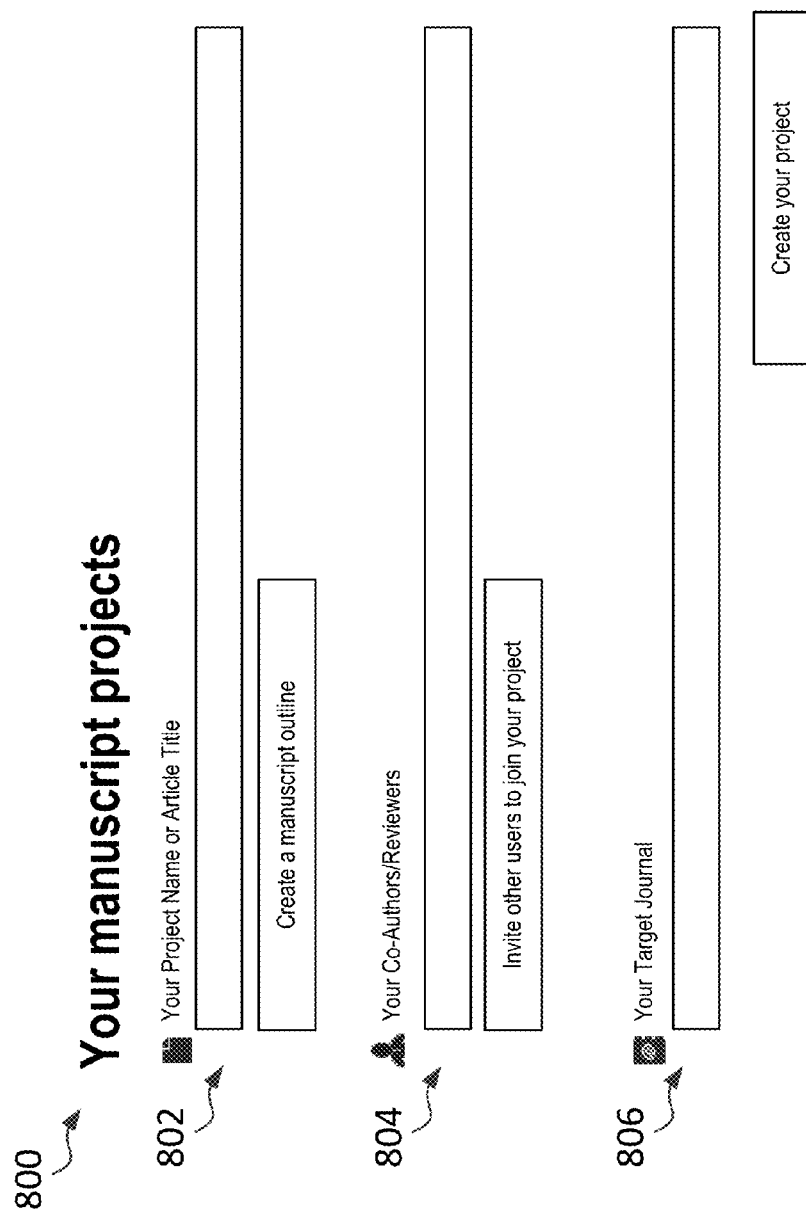 800
Your manuscript projects
802
Your Project Name or Article Title
Create a manuscript outline
804
Your Co-Authors/Reviewers
Invite other users to join your project
806
Your Target Journal
Create your project